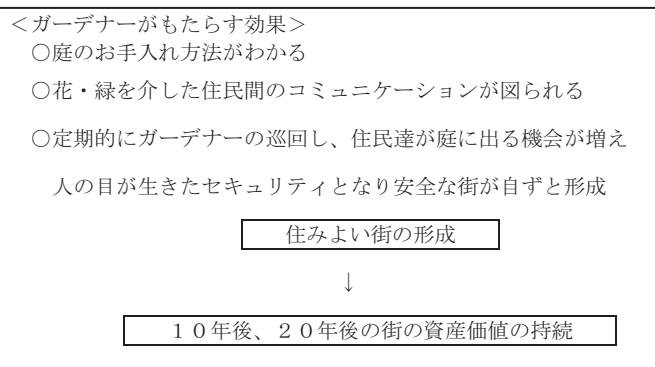 ＜ガーデナーがもたらす効果＞
○庭のお手入れ方法がわかる
○花・緑を介した住民間のコミュニケーションが図られる
○定期的にガーデナーの巡回し、住民達が庭に出る機会が増え
人の目が生きたセキュリティとなり安全な街が自ずと形成
住みよい街の形成
↓
１０年後、２０年後の街の資産価値の持続